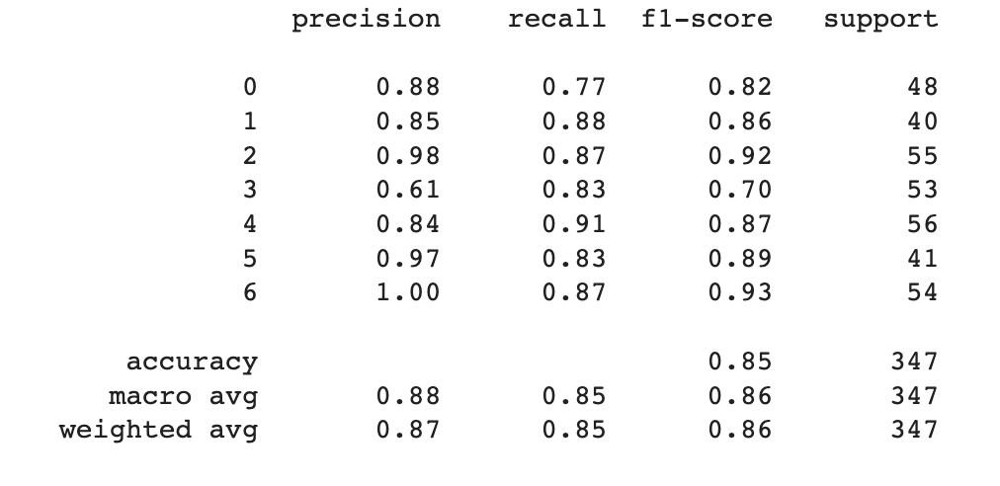 precision recall f1-score support
0 0.88 0.77 0.82 48
1 0.85 0.88 0.86 40
2 0.98 0.87 0.92 55
3 0.61 0.83 0.70 53
4 0.84 0.91 0.87 56
5 0.97 0.83 0.89 41
6 1.00 0.87 0.93 54
accuracy 0.85 347
macro avg 0.88 0.85 0.86 347
weighted avg 0.87 0.85 0.86 347